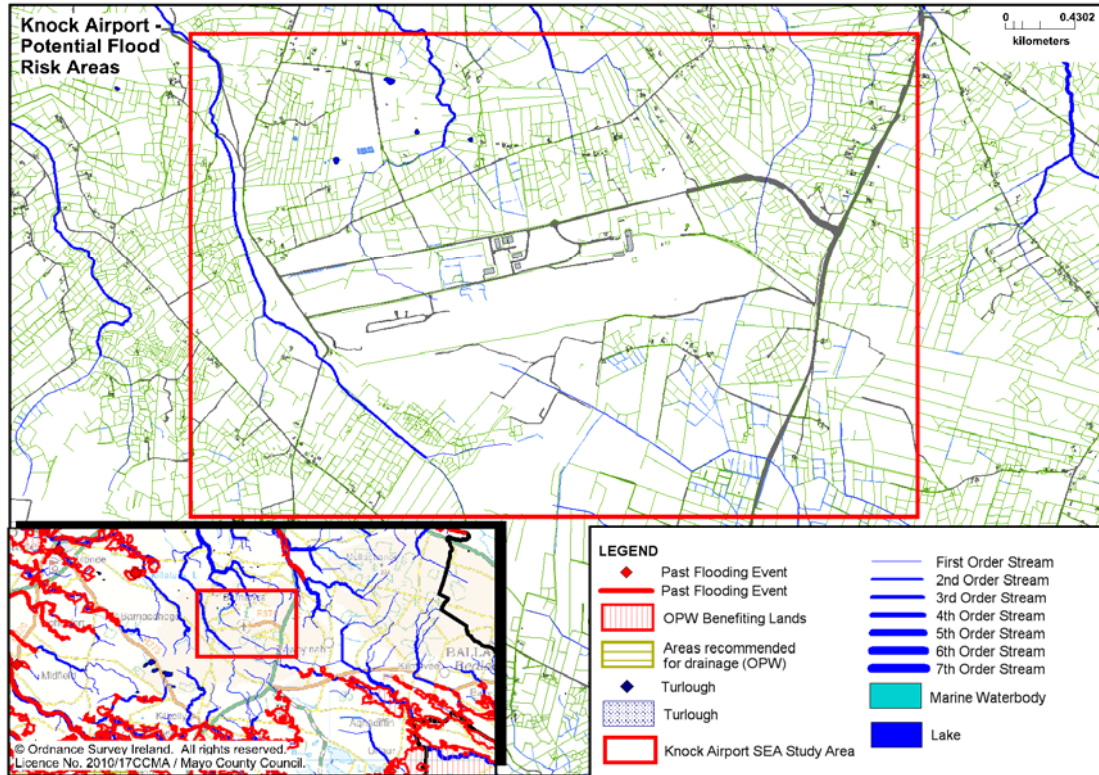 Knock Airport -
Potential Flood
Risk Areas
0 0.4302
kilometers
LEGEND
Past Flooding Event
Past Flooding Event
OPW Benefiting Lands
Areas recommended
for drainage (OPW)
Turlough
Turlough
Knock Airport SEA Study Area
First Order Stream
2nd Order Stream
3rd Order Stream
4th Order Stream
5th Order Stream
6th Order Stream
7th Order Stream
Marine Waterbody
Lake
Midfield
© Ordnance Survey Ireland. All rights reserved.
Licence No. 2010/17CCMA / Mayo County Council.